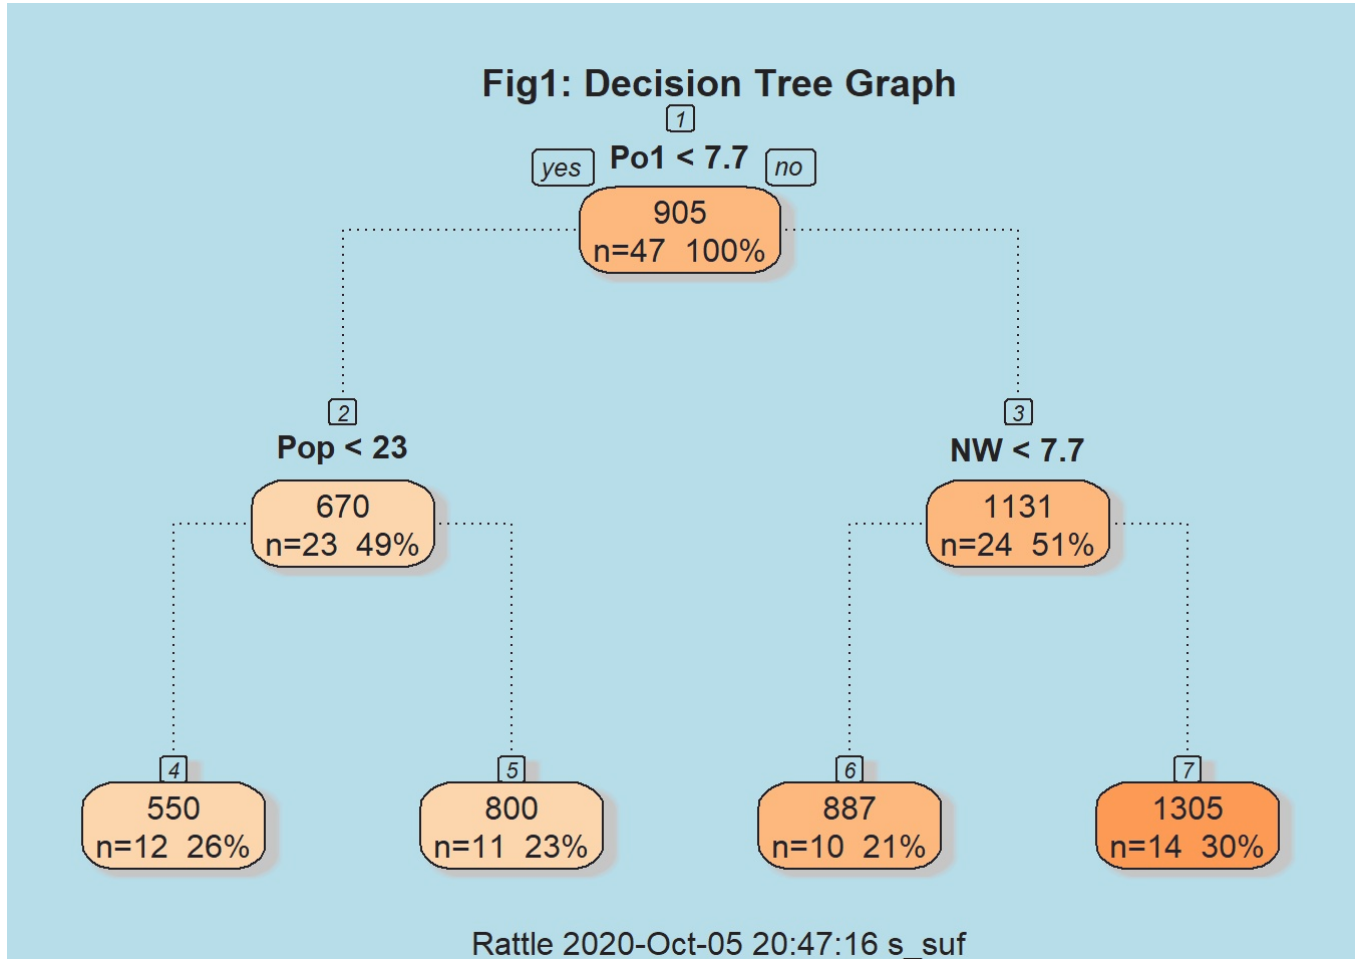 Fig1: Decision Tree Graph
1
yes Po1 < 7.7 no
905
n=47 100%
2 3
Pop < 23 NW < 7.7
670 1131
n=23 49% n=24 51%
4 5 6 7
550 800 887 1305
n=12 26% n=11 23% n=10 21% n=14 30%
Rattle 2020-Oct-05 20:47:16 s_suf